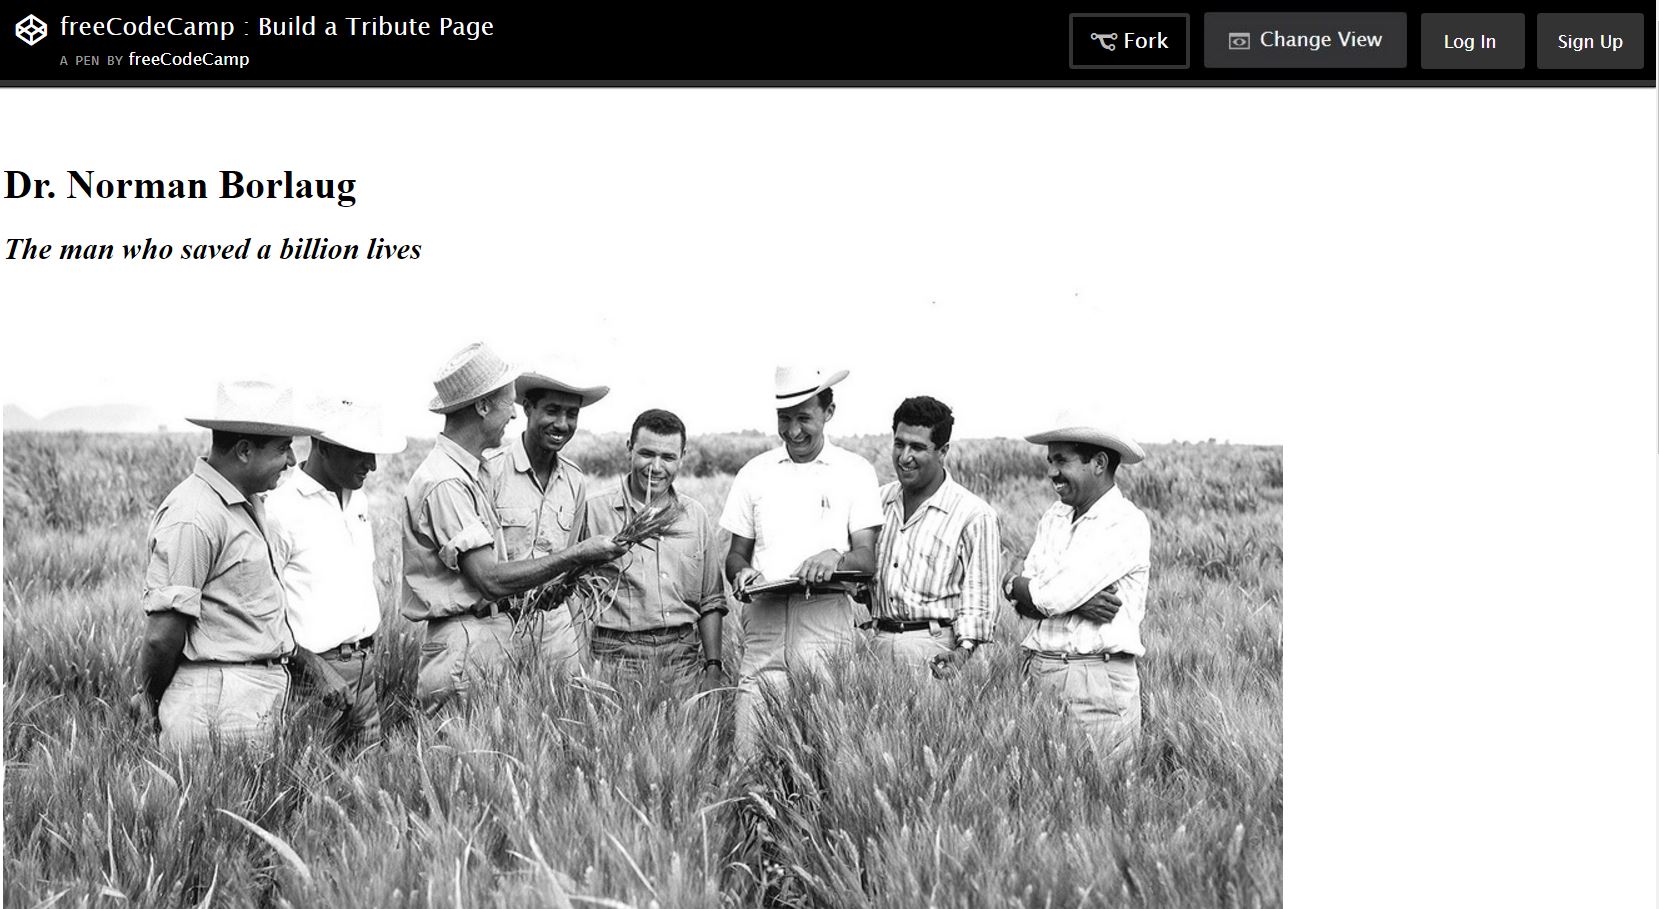 freeCodeCamp : Build a Tribute Page
A PEN BY freeCodeCamp
Fork
Change View
Log In
Sign Up
Dr. Norman Borlaug
The man who saved a billion lives